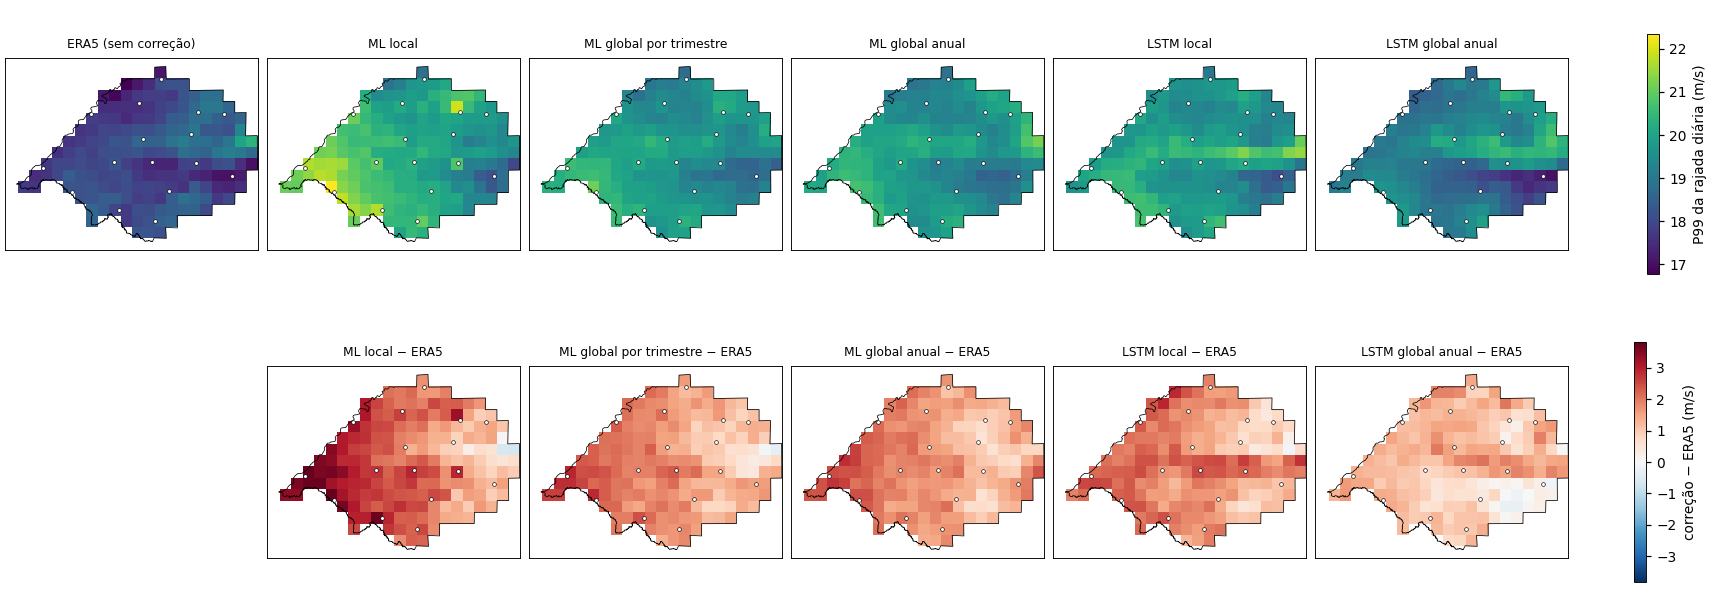 ERA5 (sem correção)
ML local
ML global por trimestre
ML global anual
LSTM local
LSTM global anual
22
21
20
19
18
17
P99 da rajada diária (m/s)
ML local − ERA5
ML global por trimestre − ERA5
ML global anual − ERA5
LSTM local − ERA5
LSTM global anual − ERA5
3
2
1
0
−1
−2
−3
correção − ERA5 (m/s)